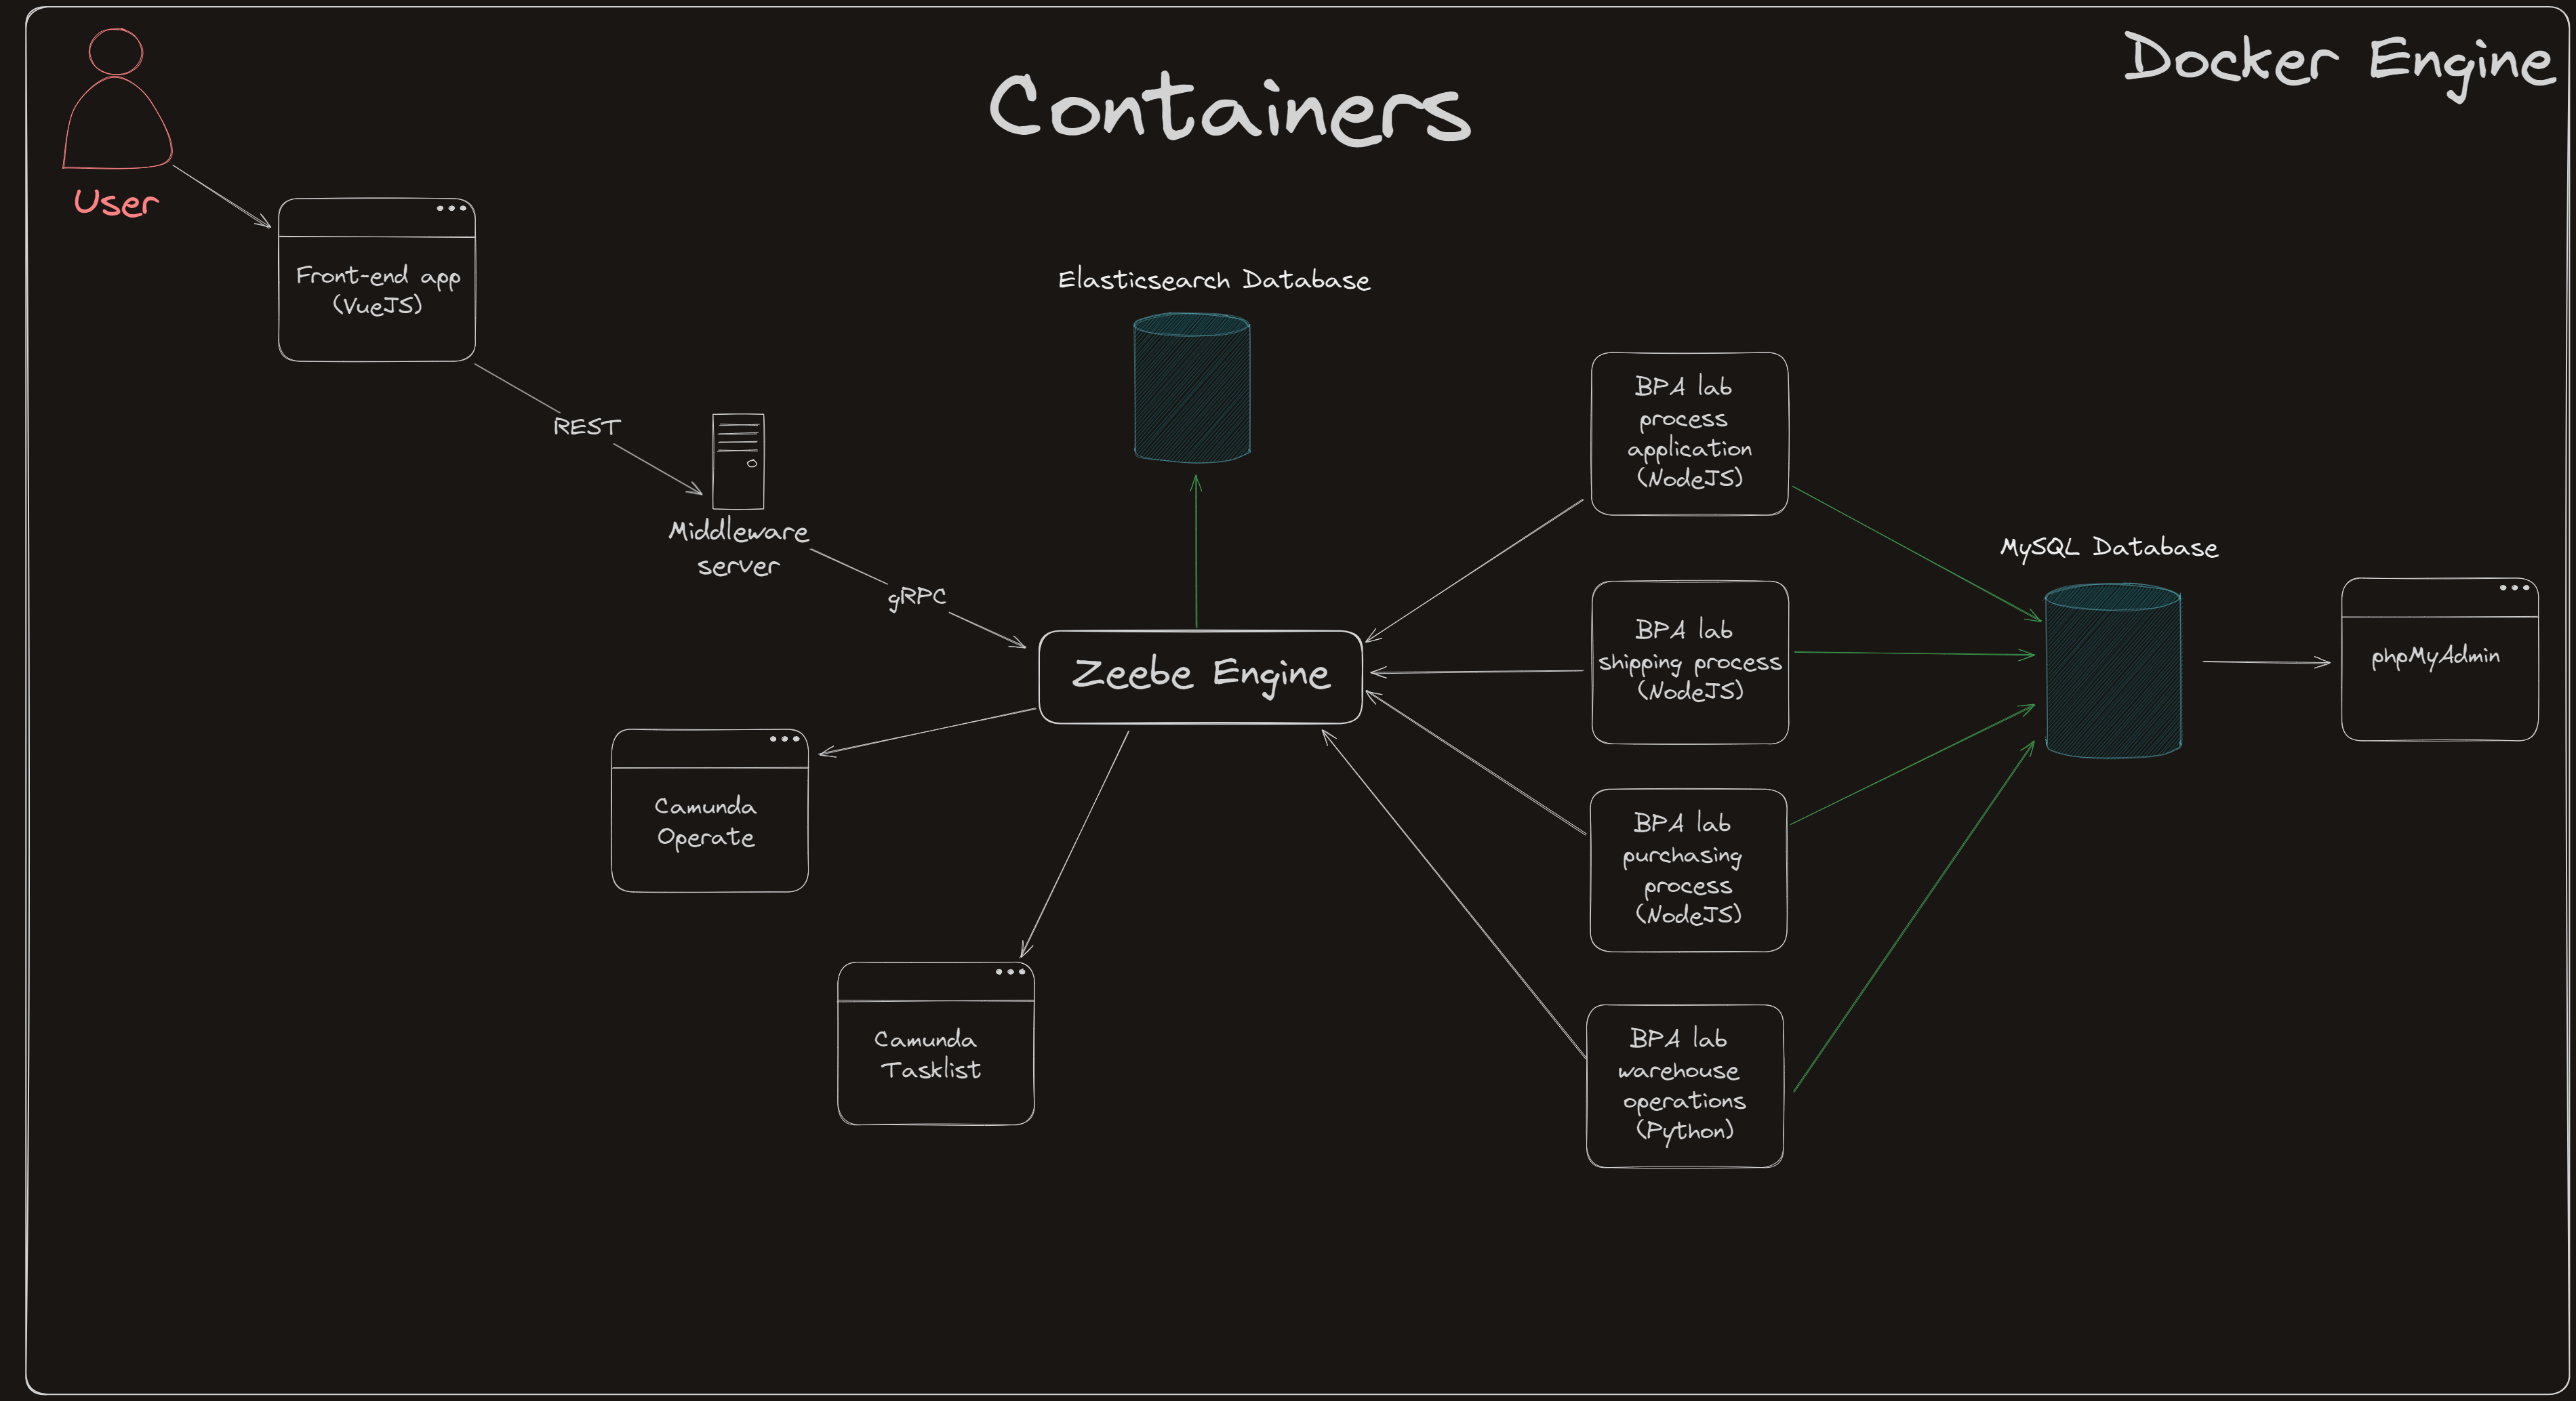 Docker Engine
Containers
User
Front-end app
(VueJS)
REST
Middleware
server
gRPC
Elasticsearch Database
Zeebe Engine
Camunda
Operate
Camunda
Tasklist
BPA lab
process
application
(NodeJS)
BPA lab
shipping process
(NodeJS)
BPA lab
purchasing
process
(NodeJS)
BPA lab
warehouse
operations
(Python)
MySQL Database
phpMyAdmin